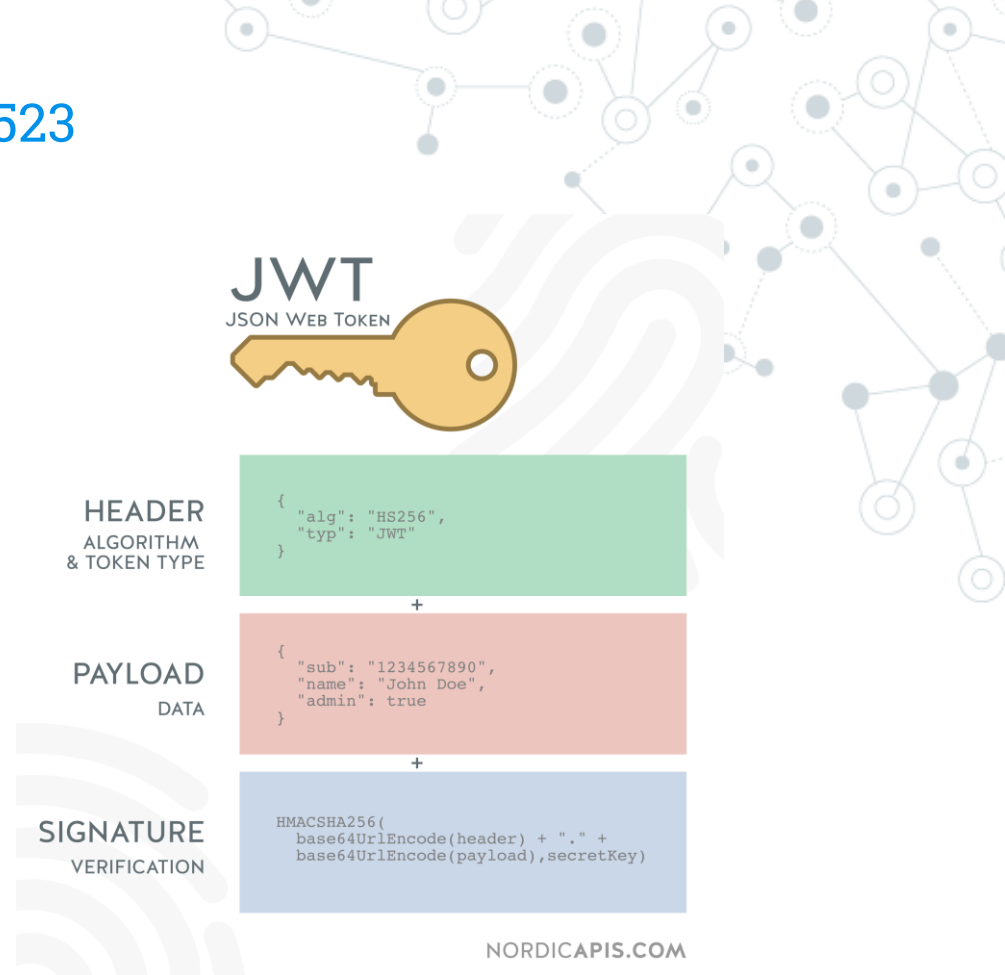 523
JWT
JSON WEB TOKEN
HEADER
ALGORITHM
& TOKEN TYPE
{
"alg": "HS256",
"typ": "JWT"
}
+
PAYLOAD
DATA
{
"sub": "1234567890",
"name": "John Doe",
"admin": true
}
+
SIGNATURE
VERIFICATION
HMACSHA256(
base64UrlEncode(header) + "." +
base64UrlEncode(payload),secretKey)
NORDICAPIS.COM